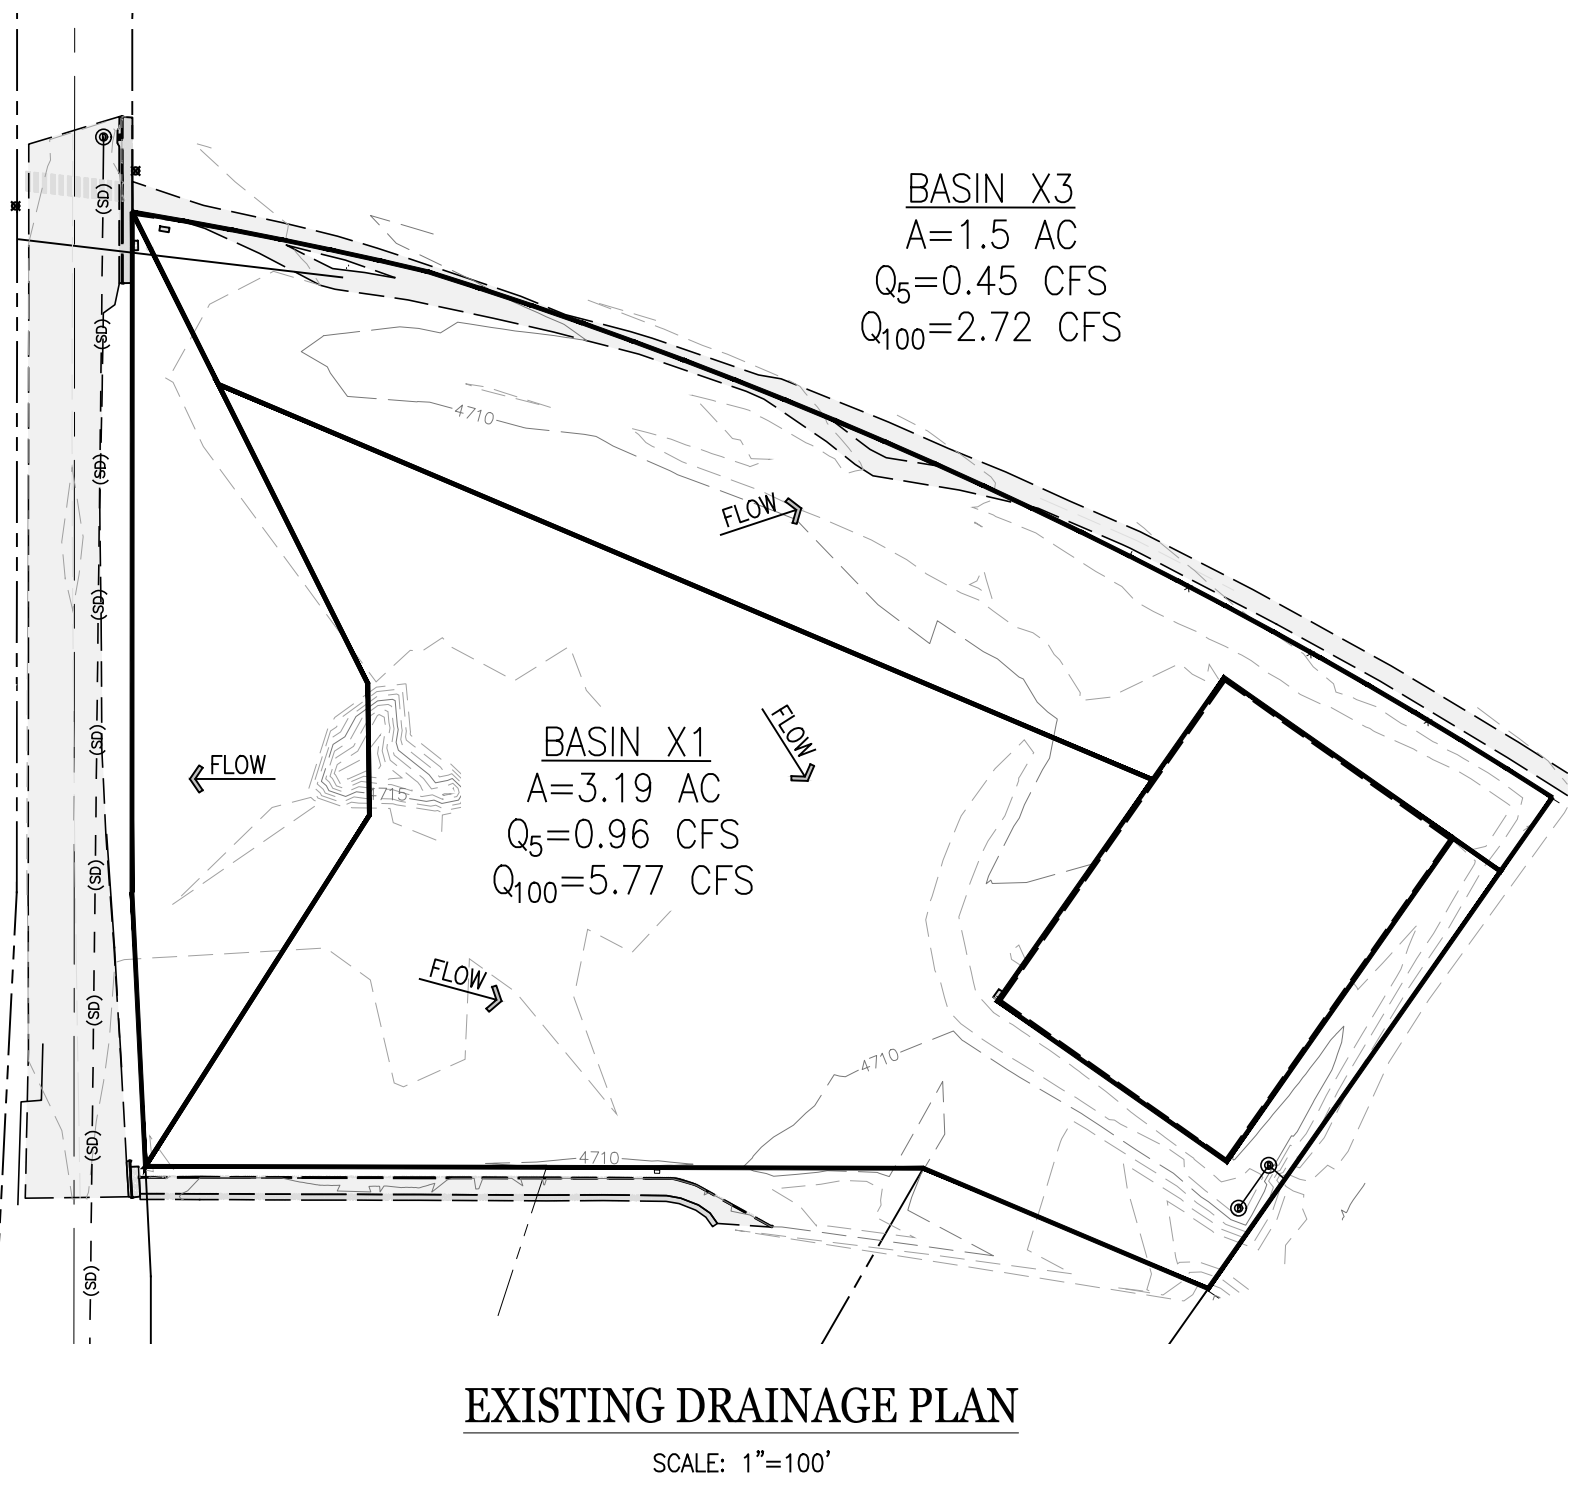 (SD)
BASIN X3
A=1.5 AC
Q5=0.45 CFS
Q100=2.72 CFS
(SD)
4710
(SD)
FLOW
(SD)
FLOW
(SD)
BASIN X1
FLOW
4715
A=3.19 AC
Q5=0.96 CFS
(SD)
Q100=5.77 CFS
FLOW
(SD)
4710
(SD)
4710
(SD)
EXISTING DRAINAGE PLAN
SCALE: 1"=100'